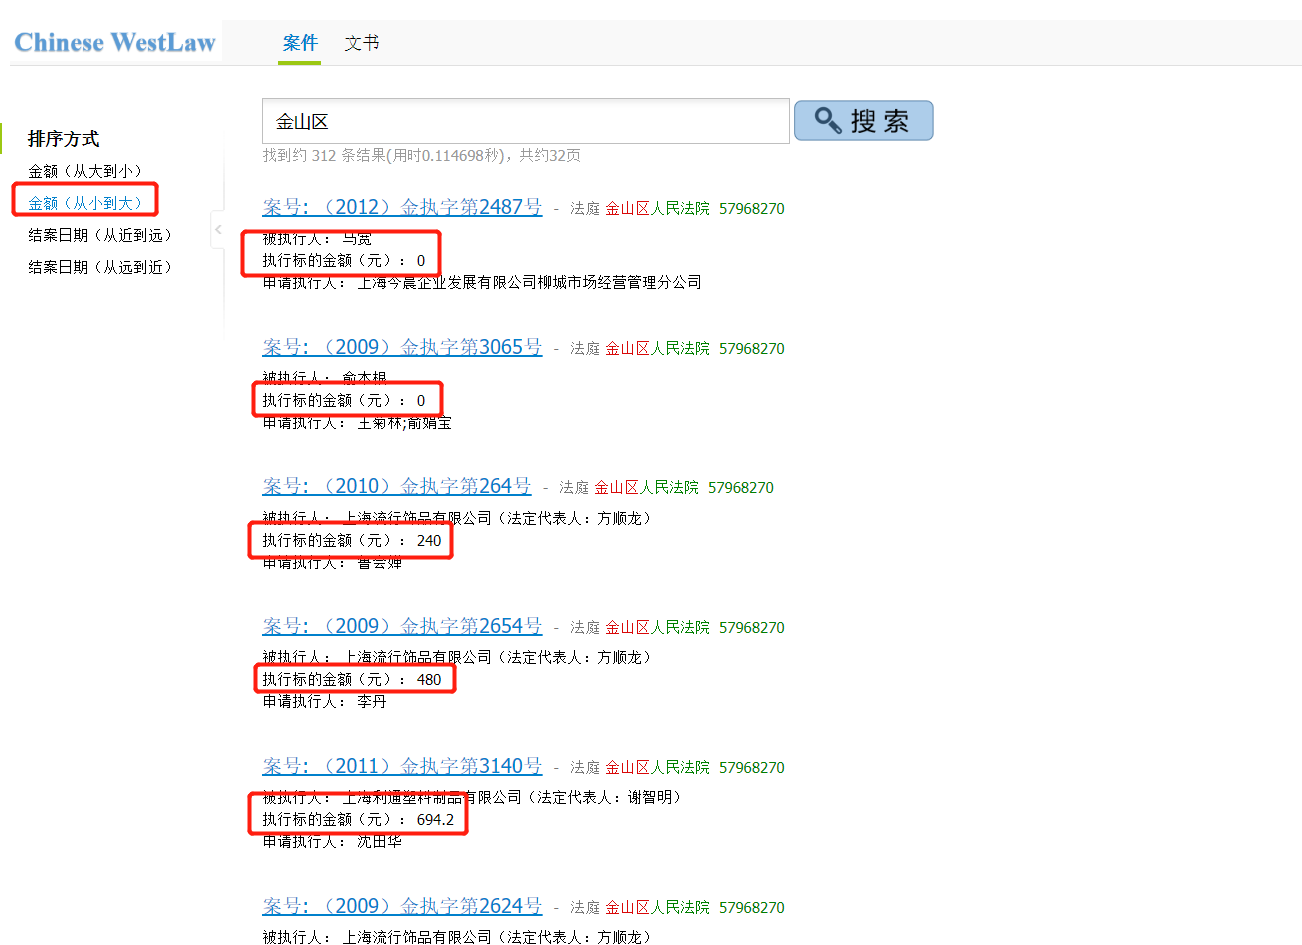 Chinese WestLaw
案件 文书
金山区
搜 索
找到约 312 条结果(用时0.114698秒)，共约32页
排序方式
金额（从大到小）
金额（从小到大）
结案日期（从近到远）
结案日期（从远到近）
<
案号: （2012）金执字第2487号 - 法庭 金山区人民法院 57968270
被执行人： 马宽
执行标的金额（元）： 0
申请执行人： 上海今晨企业发展有限公司柳城市场经营管理分公司
案号: （2009）金执字第3065号 - 法庭 金山区人民法院 57968270
被执行人： 俞本根
执行标的金额（元）： 0
申请执行人： 王菊林;俞娟宝
案号: （2010）金执字第264号 - 法庭 金山区人民法院 57968270
被执行人： 上海流行饰品有限公司（法定代表人：方顺龙）
执行标的金额（元）： 240
申请执行人： 鲁会婵
案号: （2009）金执字第2654号 - 法庭 金山区人民法院 57968270
被执行人： 上海流行饰品有限公司（法定代表人：方顺龙）
执行标的金额（元）： 480
申请执行人： 李丹
案号: （2011）金执字第3140号 - 法庭 金山区人民法院 57968270
被执行人： 上海利通塑料制品有限公司（法定代表人：谢智明）
执行标的金额（元）： 694.2
申请执行人： 沈田华
案号: （2009）金执字第2624号 - 法庭 金山区人民法院 57968270
被执行人： 上海流行饰品有限公司（法定代表人：方顺龙）